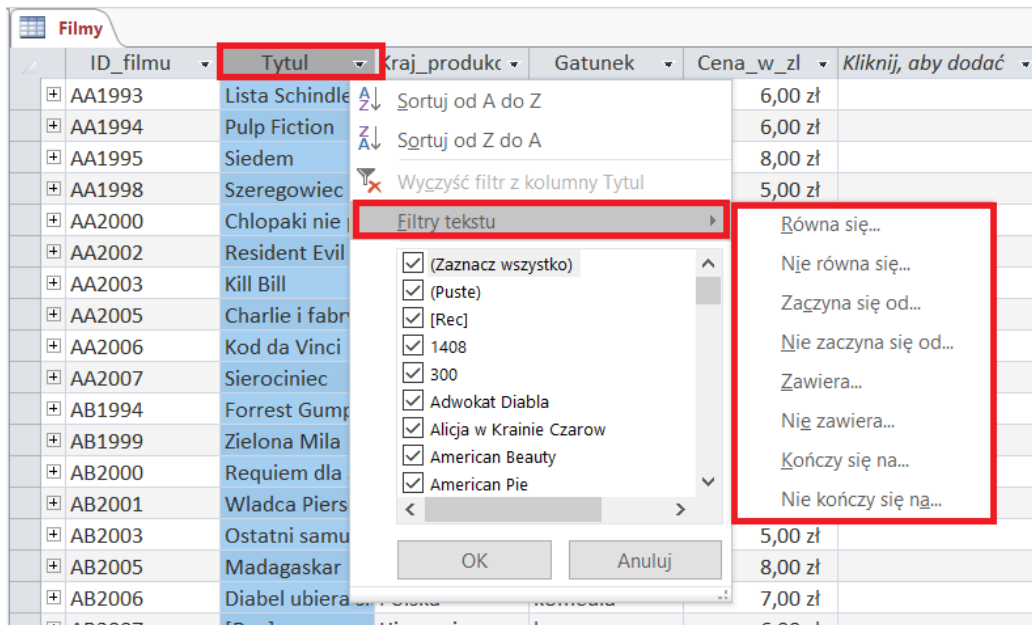 Filmy
ID_filmu Tytul Kraj_produkc Gatunek Cena_w_zl Kliknij, aby dodać
AA1993 Lista Schindle 6,00 zł
AA1994 Pulp Fiction 6,00 zł
AA1995 Siedem 8,00 zł
AA1998 Szeregowiec 5,00 zł
AA2000 Chlopaki nie
AA2002 Resident Evil
AA2003 Kill Bill
AA2005 Charlie i fabr
AA2006 Kod da Vinci
AA2007 Sierociniec
AB1994 Forrest Gump
AB1999 Zielona Mila
AB2000 Requiem dla
AB2001 Wladca Piers
AB2003 Ostatni samu 5,00 zł
AB2005 Madagaskar 8,00 zł
AB2006 Diabel ubiera 7,00 zł
Sortuj od A do Z
Sortuj od Z do A
Wyczyść filtr z kolumny Tytul
Filtry tekstu
(Zaznacz wszystko)
(Puste)
[Rec]
1408
300
Adwokat Diabla
Alicja w Krainie Czarow
American Beauty
American Pie
OK Anuluj
Równa się...
Nie równa się...
Zaczyna się od...
Nie zaczyna się od...
Zawiera...
Nie zawiera...
Kończy się na...
Nie kończy się na...